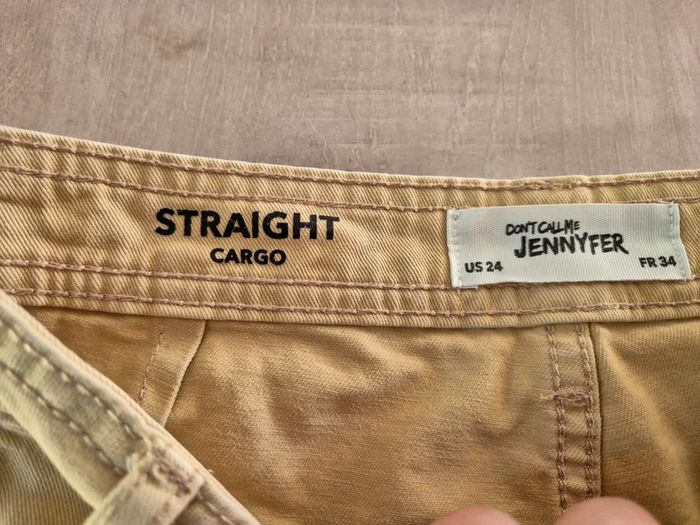 STRAIGHT
CARGO
DON'T CALL ME
JENNYFER
US 24
FR 34